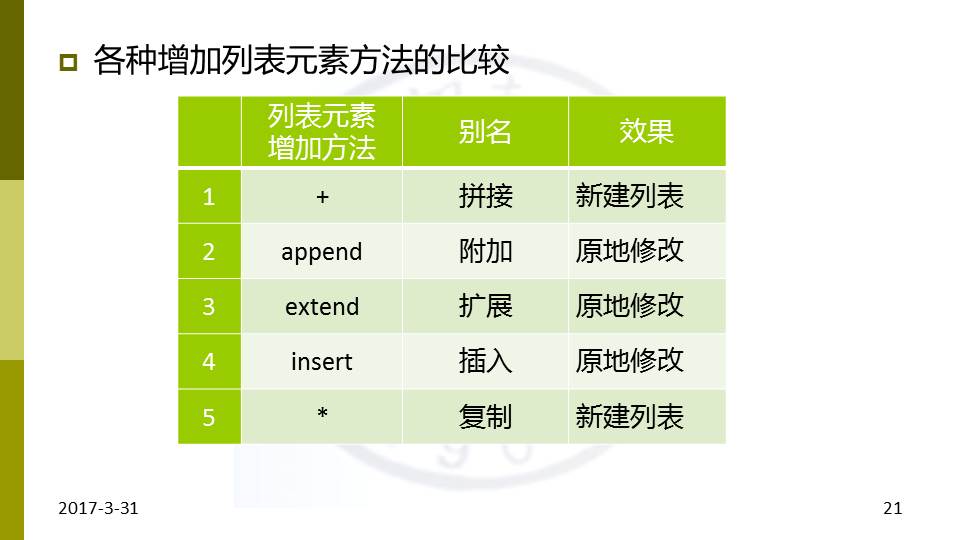 各种增加列表元素方法的比较
列表元素
增加方法
别名
效果
1 + 拼接 新建列表
2 append 附加 原地修改
3 extend 扩展 原地修改
4 insert 插入 原地修改
5 * 复制 新建列表
2017-3-31
21